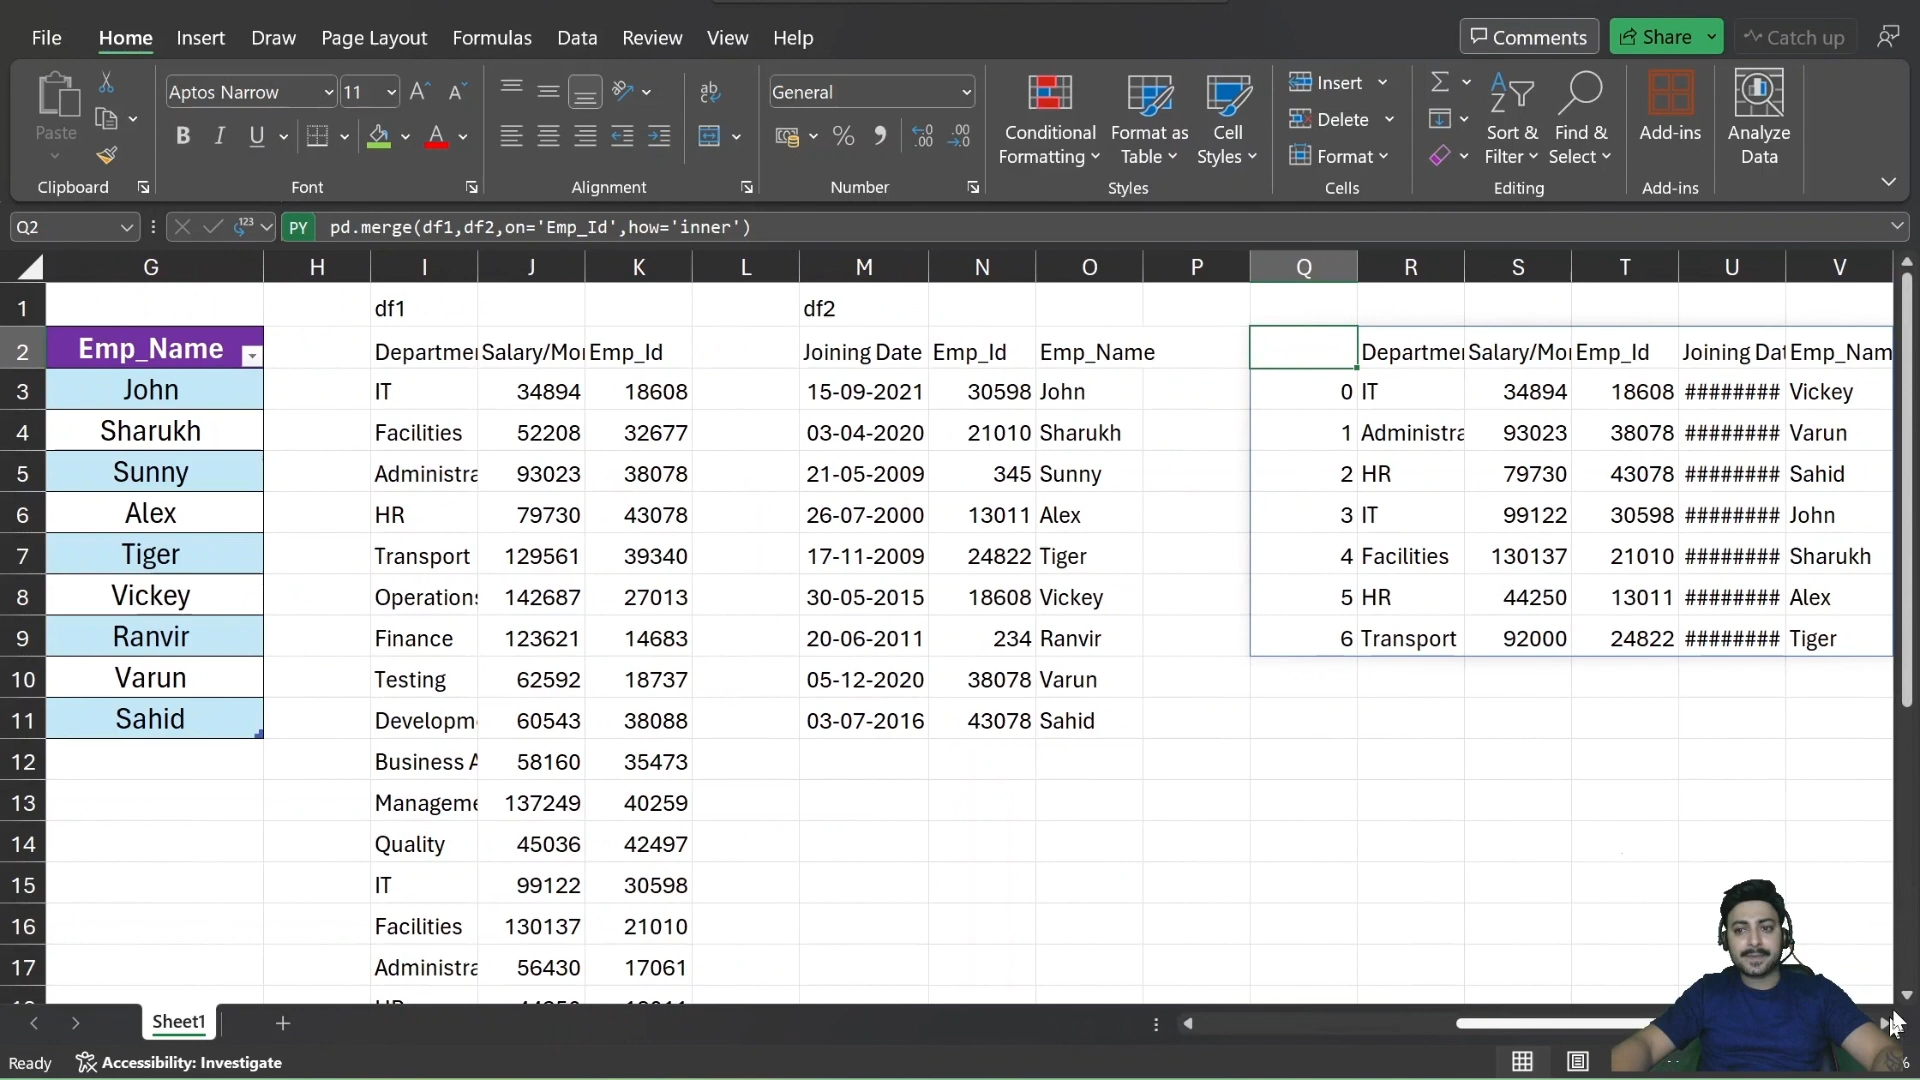 File Home Insert Draw Page Layout Formulas Data Review View Help Comments Share Catch up
Aptos Narrow 11 General Insert
Paste Conditional Format as Cell Delete Sort & Find & Add-ins Analyze
Formatting Table Styles Format Filter Select Data
Clipboard Font Alignment Number Styles Cells Editing Add-ins
Q2 PY pd.merge(df1,df2,on='Emp_Id',how='inner')
G H I J K L M N O P Q R S T U V
1 df1 df2
2 Emp_Name Departmen Salary/Mon Emp_Id Joining Date Emp_Id Emp_Name Departmen Salary/Mon Emp_Id Joining Dat Emp_Nam
3 John IT 34894 18608 15-09-2021 30598 John 0 IT 34894 18608 ######## Vickey
4 Sharukh Facilities 52208 32677 03-04-2020 21010 Sharukh 1 Administra 93023 38078 ######## Varun
5 Sunny Administra 93023 38078 21-05-2009 345 Sunny 2 HR 79730 43078 ######## Sahid
6 Alex HR 79730 43078 26-07-2000 13011 Alex 3 IT 99122 30598 ######## John
7 Tiger Transport 129561 39340 17-11-2009 24822 Tiger 4 Facilities 130137 21010 ######## Sharukh
8 Vickey Operations 142687 27013 30-05-2015 18608 Vickey 5 HR 44250 13011 ######## Alex
9 Ranvir Finance 123621 14683 20-06-2011 234 Ranvir 6 Transport 92000 24822 ######## Tiger
10 Varun Testing 62592 18737 05-12-2020 38078 Varun
11 Sahid Developm 60543 38088 03-07-2016 43078 Sahid
12 Business A 58160 35473
13 Manageme 137249 40259
14 Quality 45036 42497
15 IT 99122 30598
16 Facilities 130137 21010
17 Administra 56430 17061
Sheet1
Ready Accessibility: Investigate